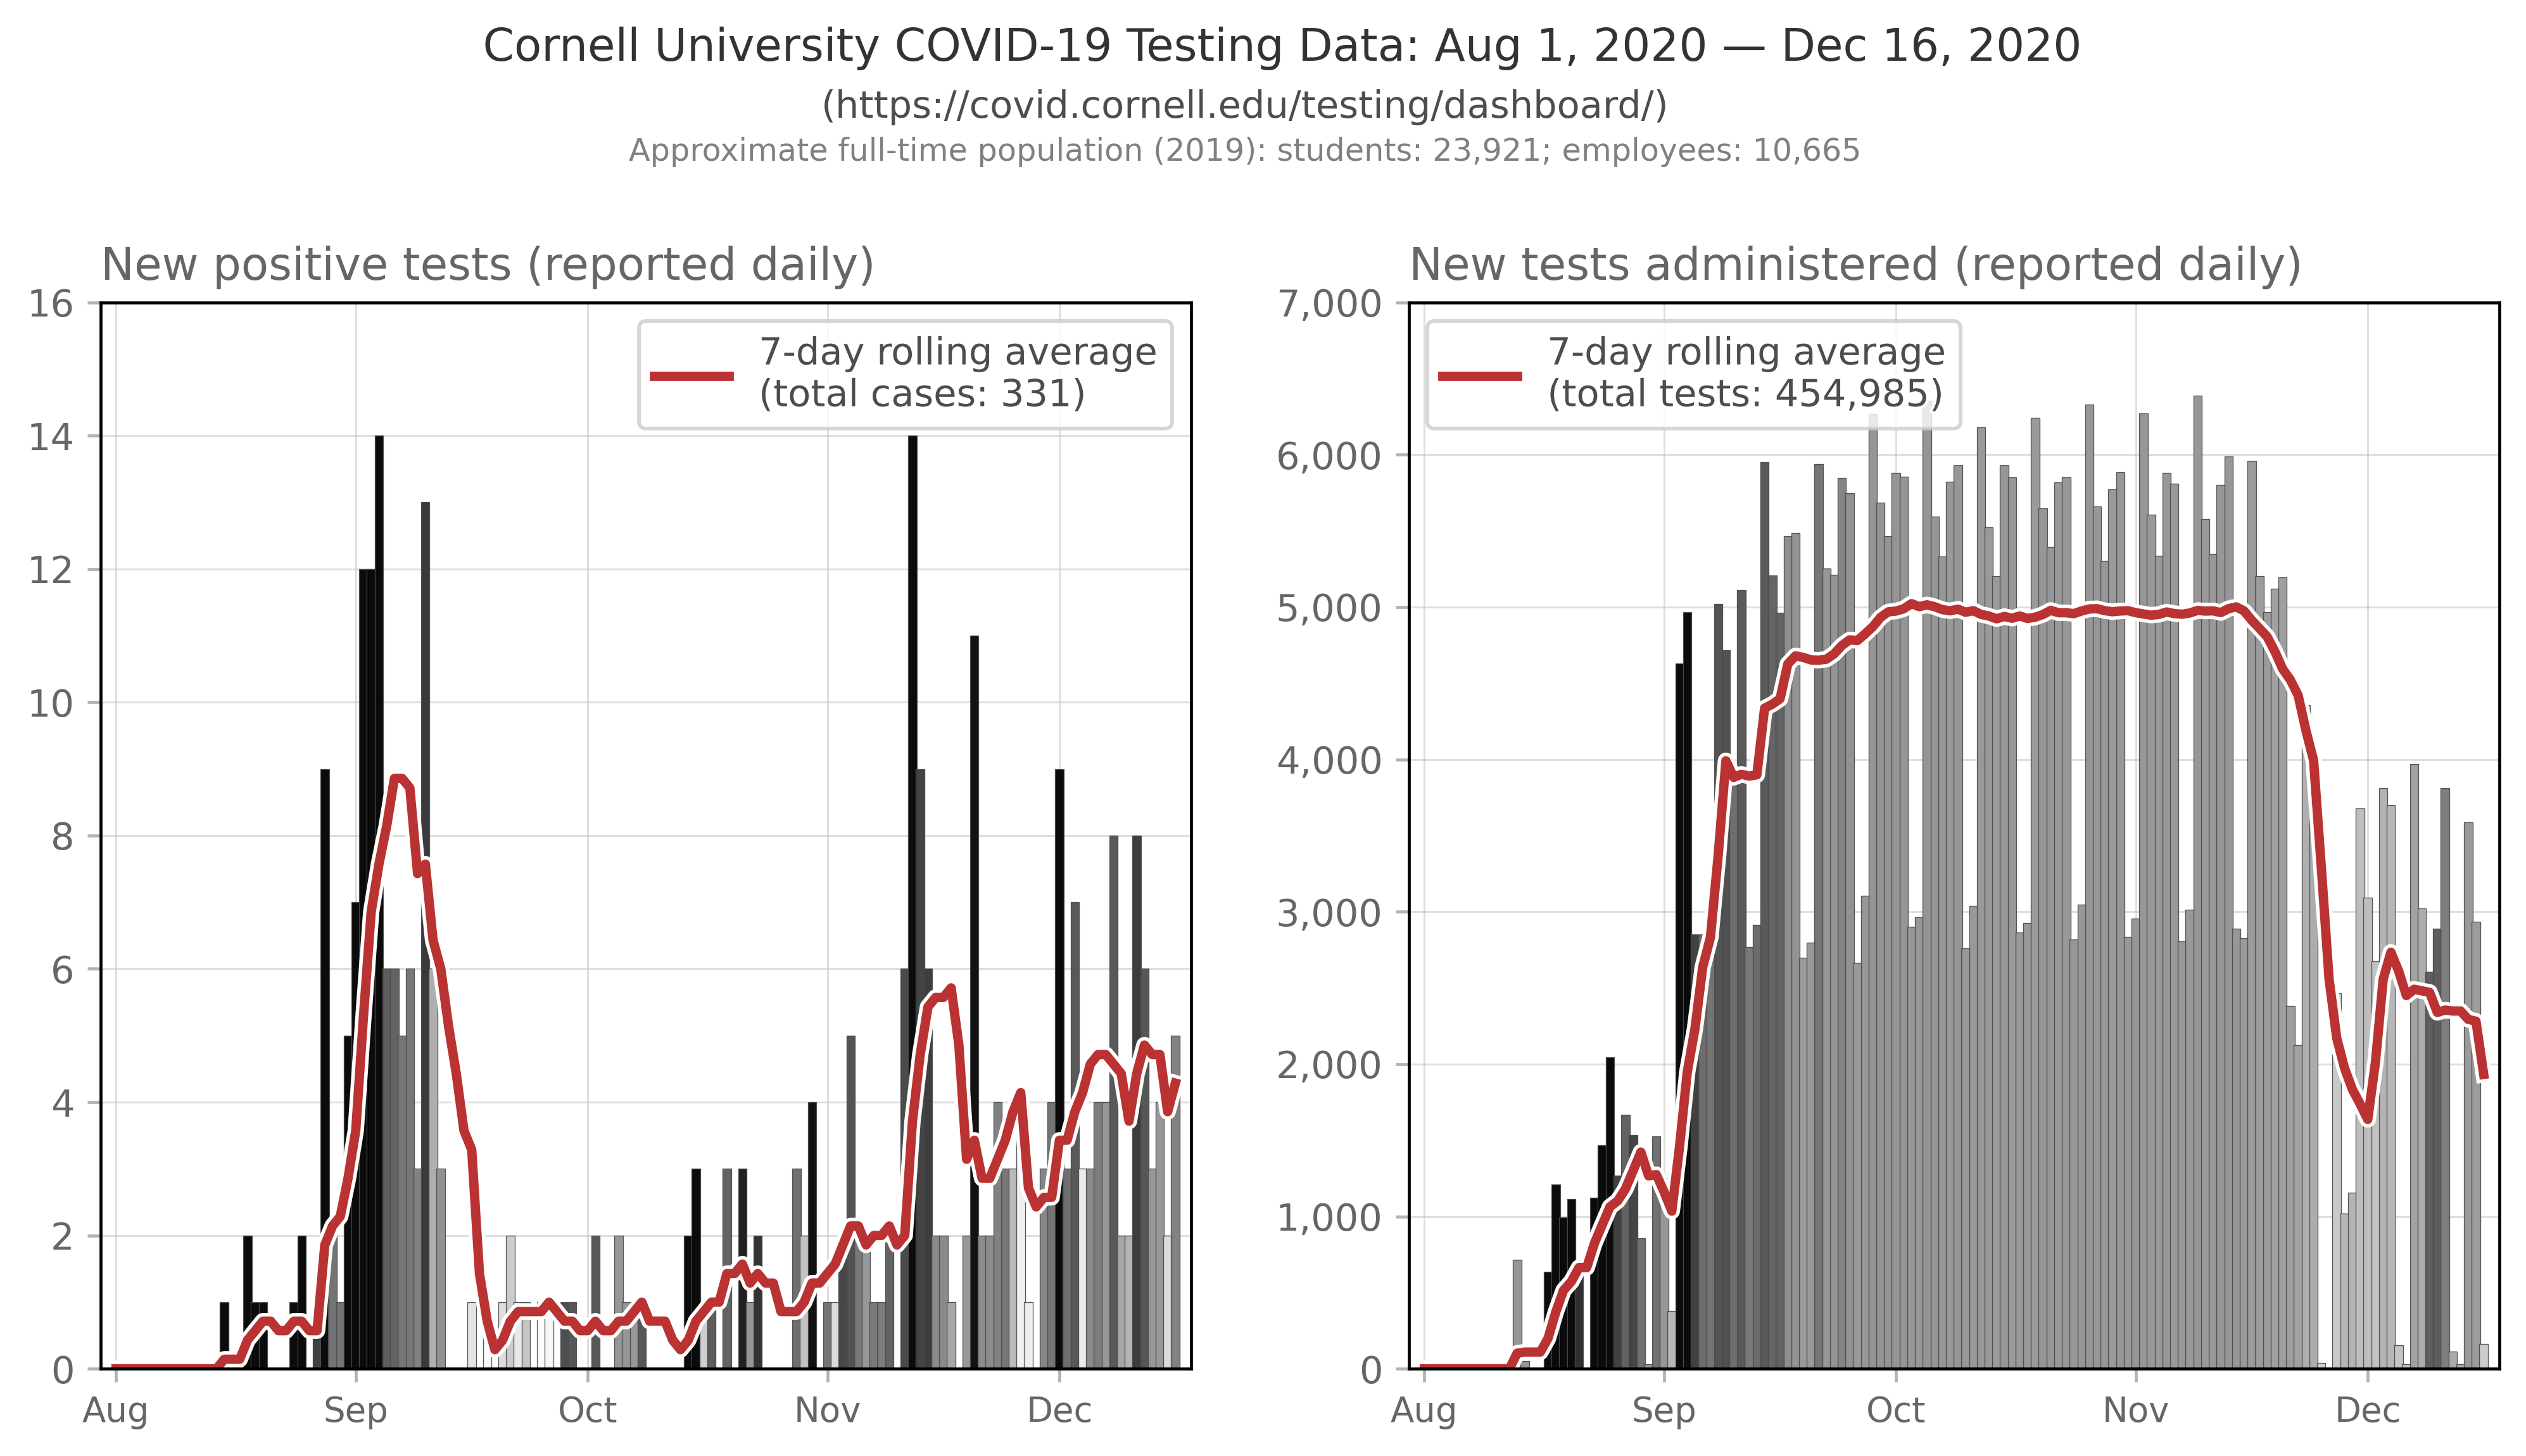 Cornell University COVID-19 Testing Data: Aug 1, 2020 — Dec 16, 2020
(https://covid.cornell.edu/testing/dashboard/)
Approximate full-time population (2019): students: 23,921; employees: 10,665
New positive tests (reported daily)
16
14
12
10
8
6
4
2
0
7-day rolling average
(total cases: 331)
Aug Sep Oct Nov Dec
New tests administered (reported daily)
7,000
6,000
5,000
4,000
3,000
2,000
1,000
0
7-day rolling average
(total tests: 454,985)
Aug Sep Oct Nov Dec